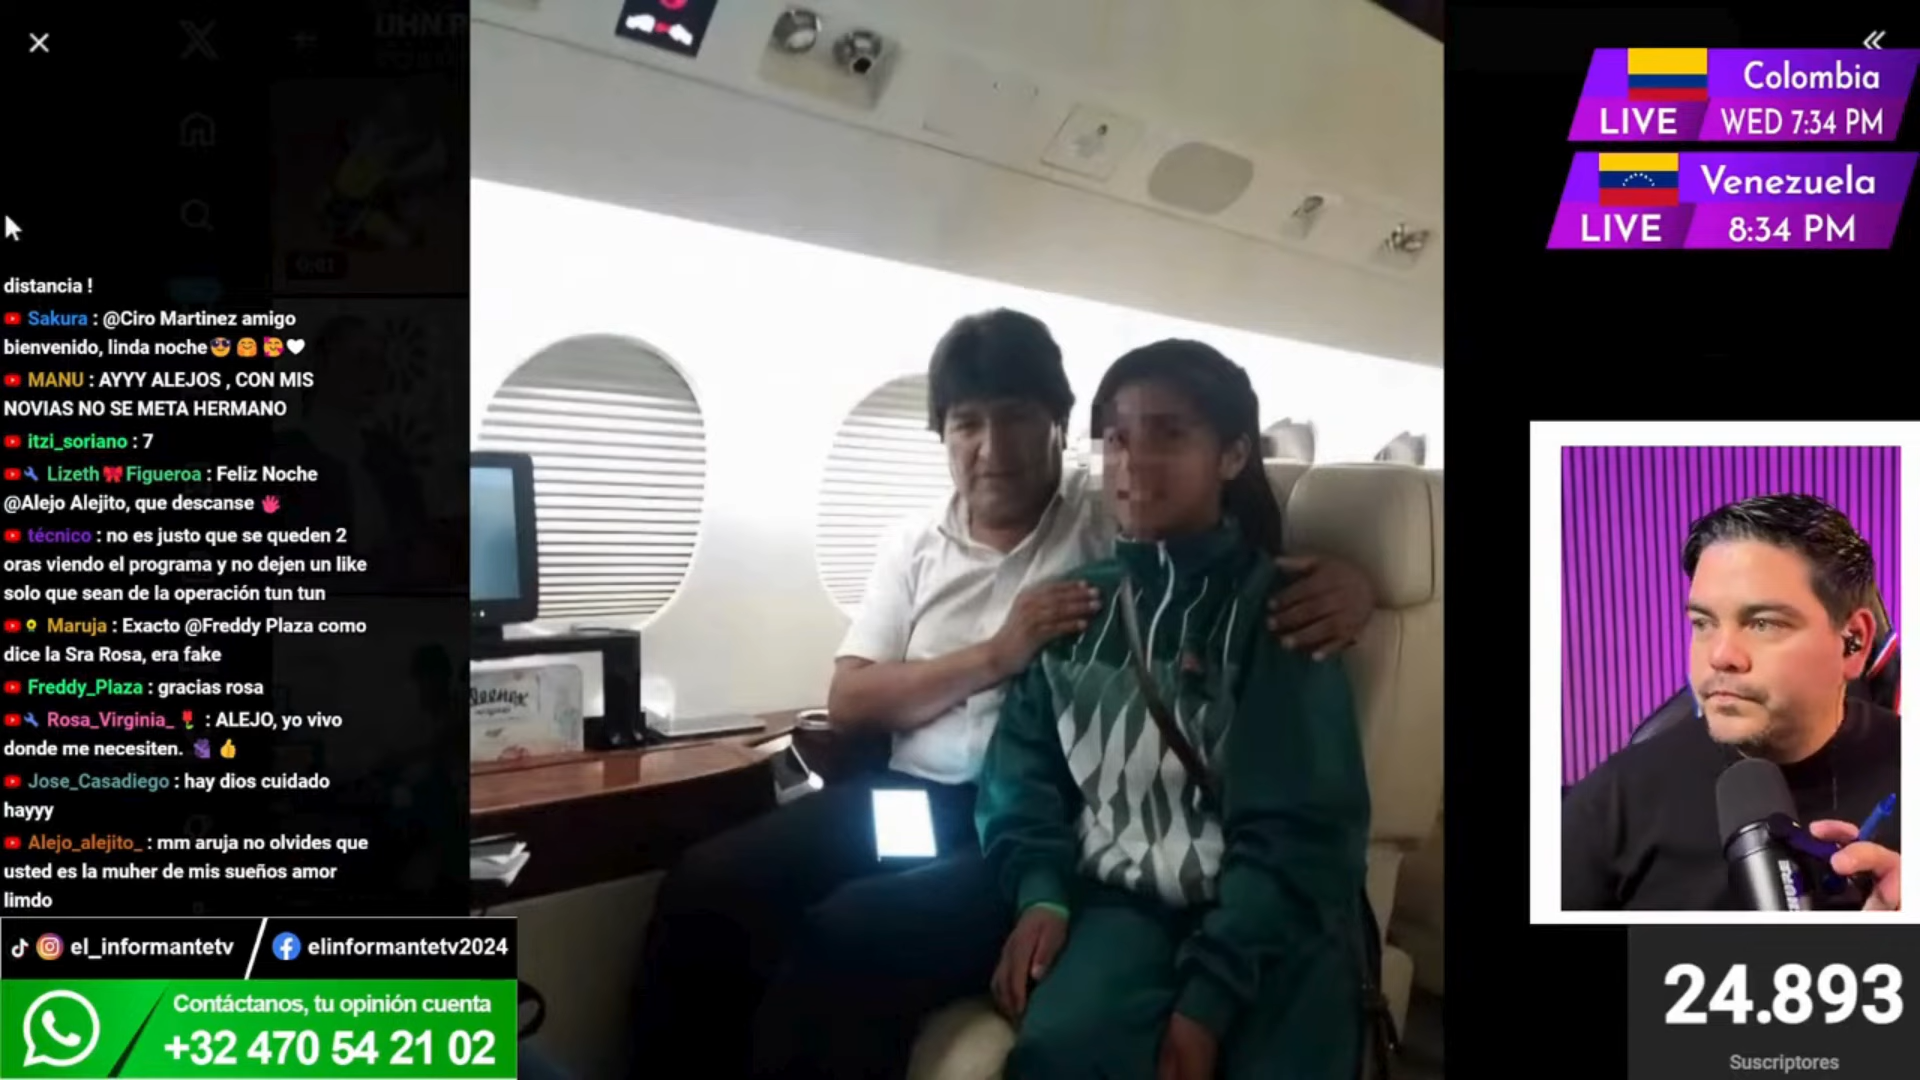 distancia !
Sakura : @Ciro Martinez amigo
bienvenido, linda noche😎 🤗 🥰🤍
MANU : AYYY ALEJOS , CON MIS
NOVIAS NO SE META HERMANO
itzi_soriano : 7
Lizeth🎀Figueroa : Feliz Noche
@Alejo Alejito, que descanse 👋
técnico : no es justo que se queden 2
oras viendo el programa y no dejen un like
solo que sean de la operación tun tun
Maruja : Exacto @Freddy Plaza como
dice la Sra Rosa, era fake
Freddy_Plaza : gracias rosa
Rosa_Virginia_🌷 : ALEJO, yo vivo
donde me necesiten. 👍
Jose_Casadiego : hay dios cuidado
hayyy
Alejo_alejito_ : mm aruja no olvides que
usted es la muher de mis sueños amor
limdo
el_informantetv
elinformantetv2024
Contáctanos, tu opinión cuenta
+32 470 54 21 02
0:41
Kleenex
Colombia
LIVE WED 7:34 PM
Venezuela
LIVE 8:34 PM
24.893
Suscriptores